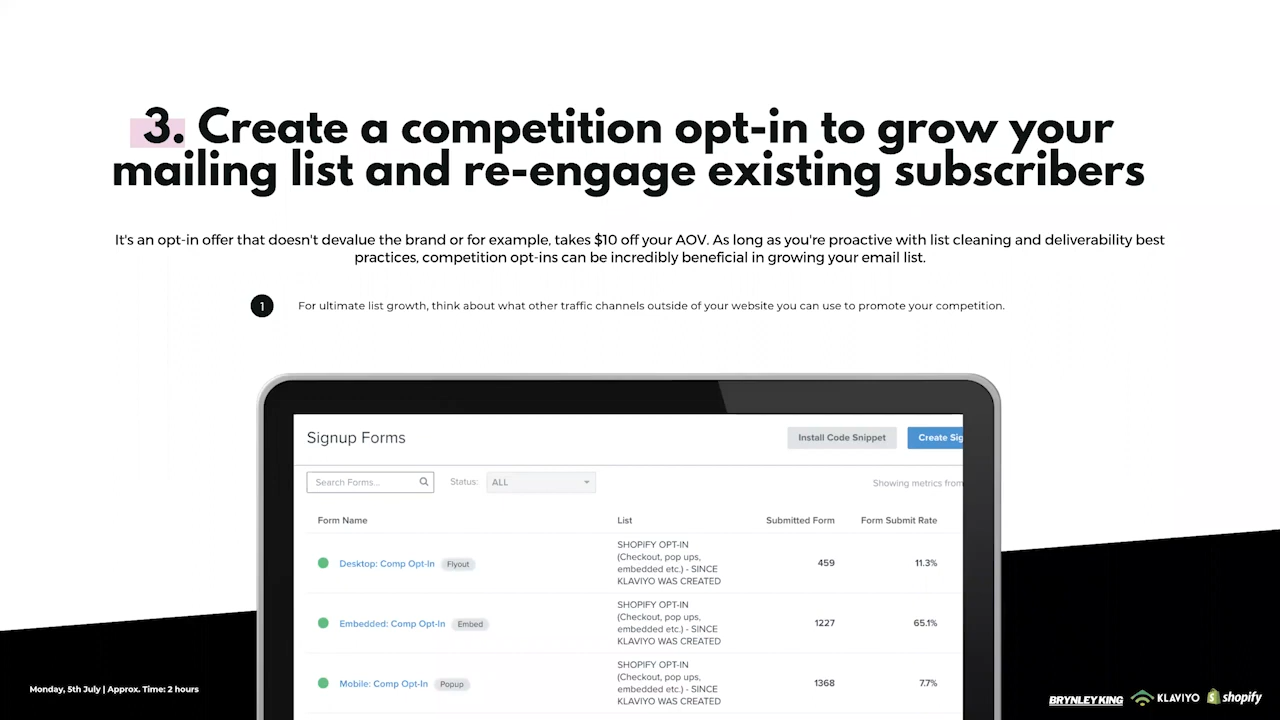 3. Create a competition opt-in to grow your
mailing list and re-engage existing subscribers
It's an opt-in offer that doesn't devalue the brand or for example, takes $10 off your AOV. As long as you're proactive with list cleaning and deliverability best
practices, competition opt-ins can be incredibly beneficial in growing your email list.
1 For ultimate list growth, think about what other traffic channels outside of your website you can use to promote your competition.
Signup Forms Install Code Snippet Create Sig
Search Forms... Status: ALL Showing metrics from
Form Name List Submitted Form Form Submit Rate
SHOPIFY OPT-IN
(Checkout, pop ups,
Desktop: Comp Opt-In Flyout embedded etc.) - SINCE 459 11.3%
KLAVIYO WAS CREATED
SHOPIFY OPT-IN
(Checkout, pop ups,
Embedded: Comp Opt-In Embed embedded etc.) - SINCE 1227 65.1%
KLAVIYO WAS CREATED
SHOPIFY OPT-IN
(Checkout, pop ups,
Mobile: Comp Opt-In Popup embedded etc.) - SINCE 1368 7.7%
KLAVIYO WAS CREATED
Monday, 5th July | Approx. Time: 2 hours
BRYNLEY KING KLAVIYO shopify